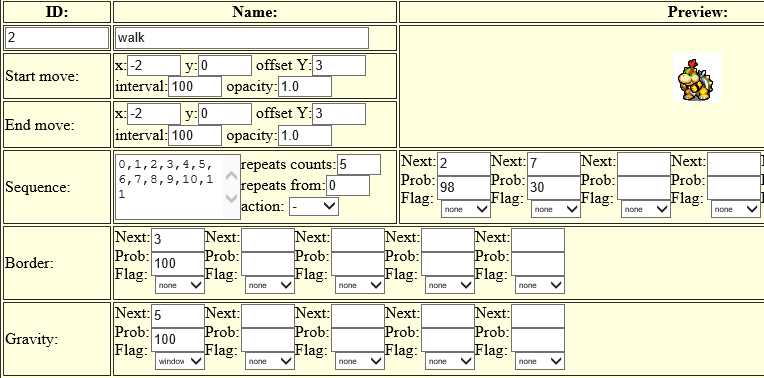 ID: Name: Preview:
2 walk
Start move: x: -2 y: 0 offset Y: 3
interval: 100 opacity: 1.0
End move: x: -2 y: 0 offset Y: 3
interval: 100 opacity: 1.0
Sequence: 0,1,2,3,4,5,
6,7,8,9,10,1
1
repeats counts: 5
repeats from: 0
action: -
Next: 2 Next: 7 Next: Next:
Prob: 98 Prob: 30 Prob: Prob:
Flag: none Flag: none Flag: none Flag: none
Border: Next: 3 Next: Next: Next: Next:
Prob: 100 Prob: Prob: Prob: Prob:
Flag: none Flag: none Flag: none Flag: none Flag: none
Gravity: Next: 5 Next: Next: Next: Next:
Prob: 100 Prob: Prob: Prob: Prob:
Flag: window Flag: none Flag: none Flag: none Flag: none